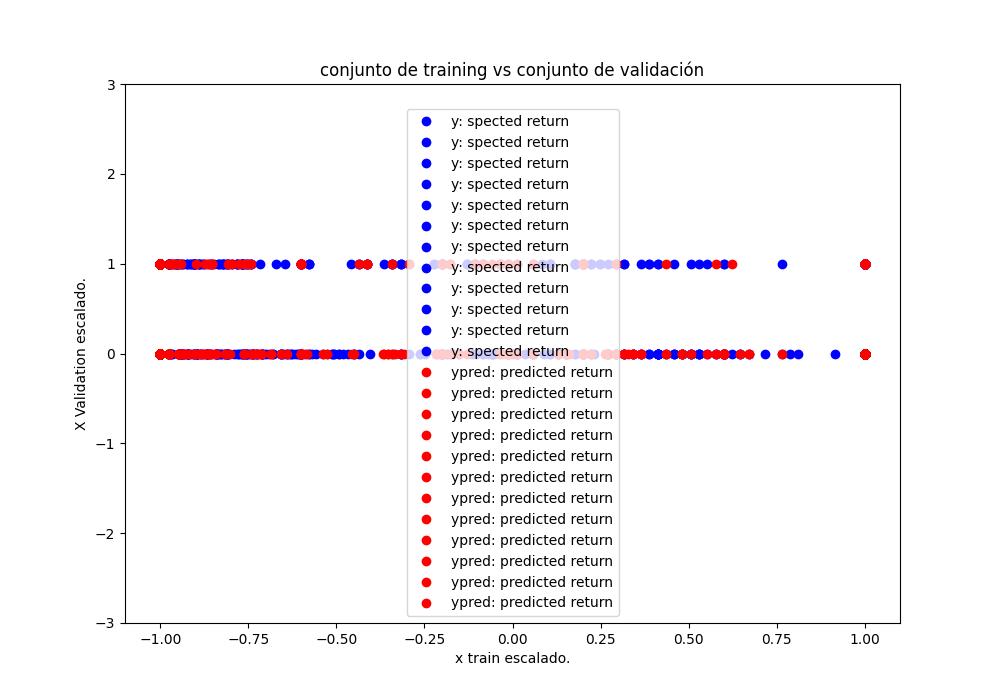 conjunto de training vs conjunto de validación
3
2
1
0
−1
−2
−3
X Validation escalado.
y: spected return
y: spected return
y: spected return
y: spected return
y: spected return
y: spected return
y: spected return
y: spected return
y: spected return
y: spected return
y: spected return
y: spected return
ypred: predicted return
ypred: predicted return
ypred: predicted return
ypred: predicted return
ypred: predicted return
ypred: predicted return
ypred: predicted return
ypred: predicted return
ypred: predicted return
ypred: predicted return
ypred: predicted return
ypred: predicted return
−1.00 −0.75 −0.50 −0.25 0.00 0.25 0.50 0.75 1.00
x train escalado.